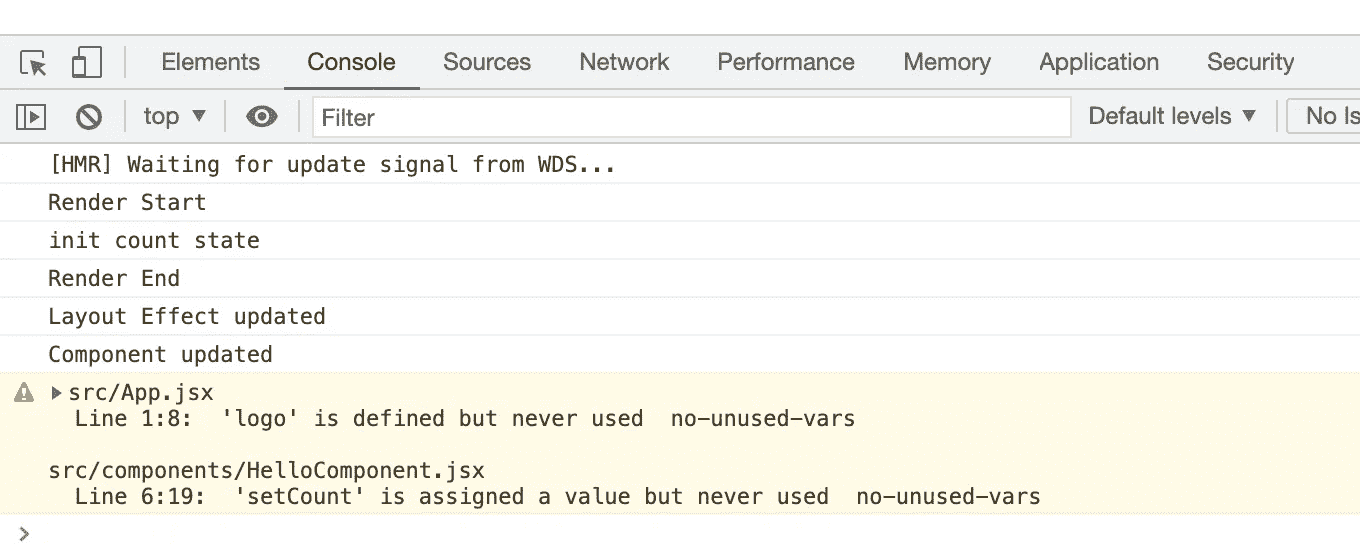 Elements Console Sources Network Performance Memory Application Security
top Filter Default levels No Is
[HMR] Waiting for update signal from WDS...
Render Start
init count state
Render End
Layout Effect updated
Component updated
src/App.jsx
Line 1:8:  'logo' is defined but never used  no-unused-vars
src/components/HelloComponent.jsx
Line 6:19:  'setCount' is assigned a value but never used  no-unused-vars